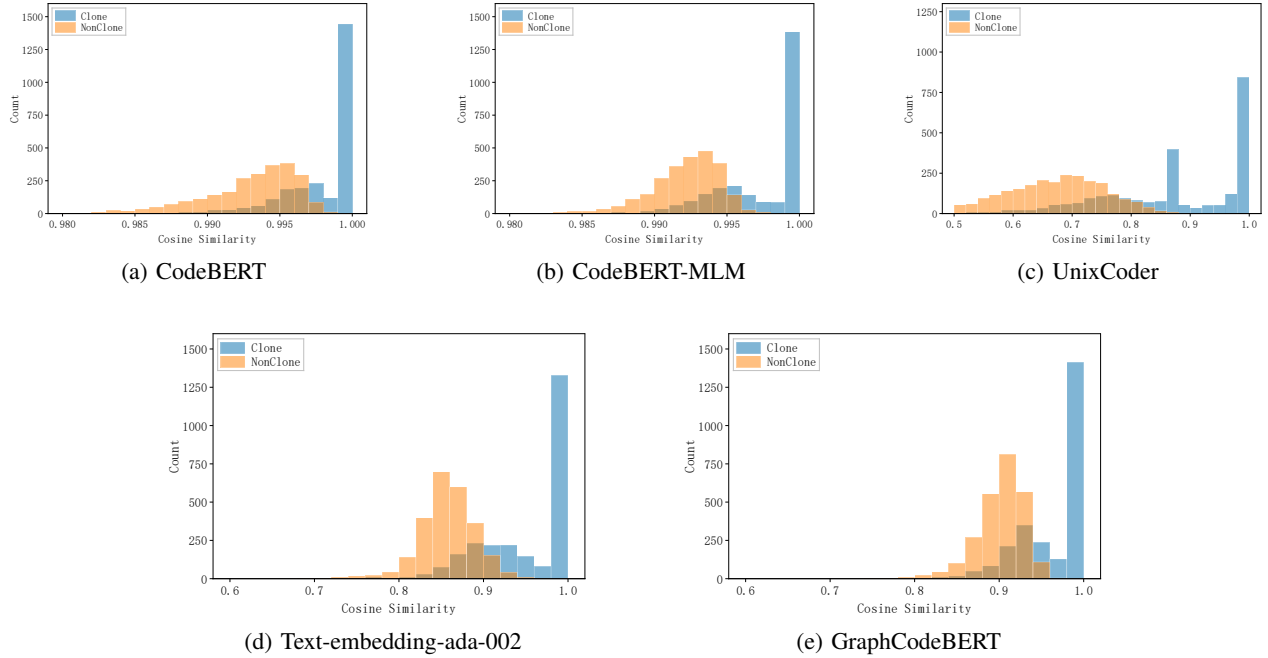 1500
1250
1000
750
500
250
0
Count
Clone
NonClone
0.980
0.985
0.990
0.995
1.000
Cosine Similarity
(a) CodeBERT
1500
1250
1000
750
500
250
0
Count
Clone
NonClone
0.980
0.985
0.990
0.995
1.000
Cosine Similarity
(b) CodeBERT-MLM
1250
1000
750
500
250
0
Count
Clone
NonClone
0.5
0.6
0.7
0.8
0.9
1.0
Cosine Similarity
(c) UnixCoder
1500
1250
1000
750
500
250
0
Count
Clone
NonClone
0.6
0.7
0.8
0.9
1.0
Cosine Similarity
(d) Text-embedding-ada-002
1500
1250
1000
750
500
250
0
Count
Clone
NonClone
0.6
0.7
0.8
0.9
1.0
Cosine Similarity
(e) GraphCodeBERT